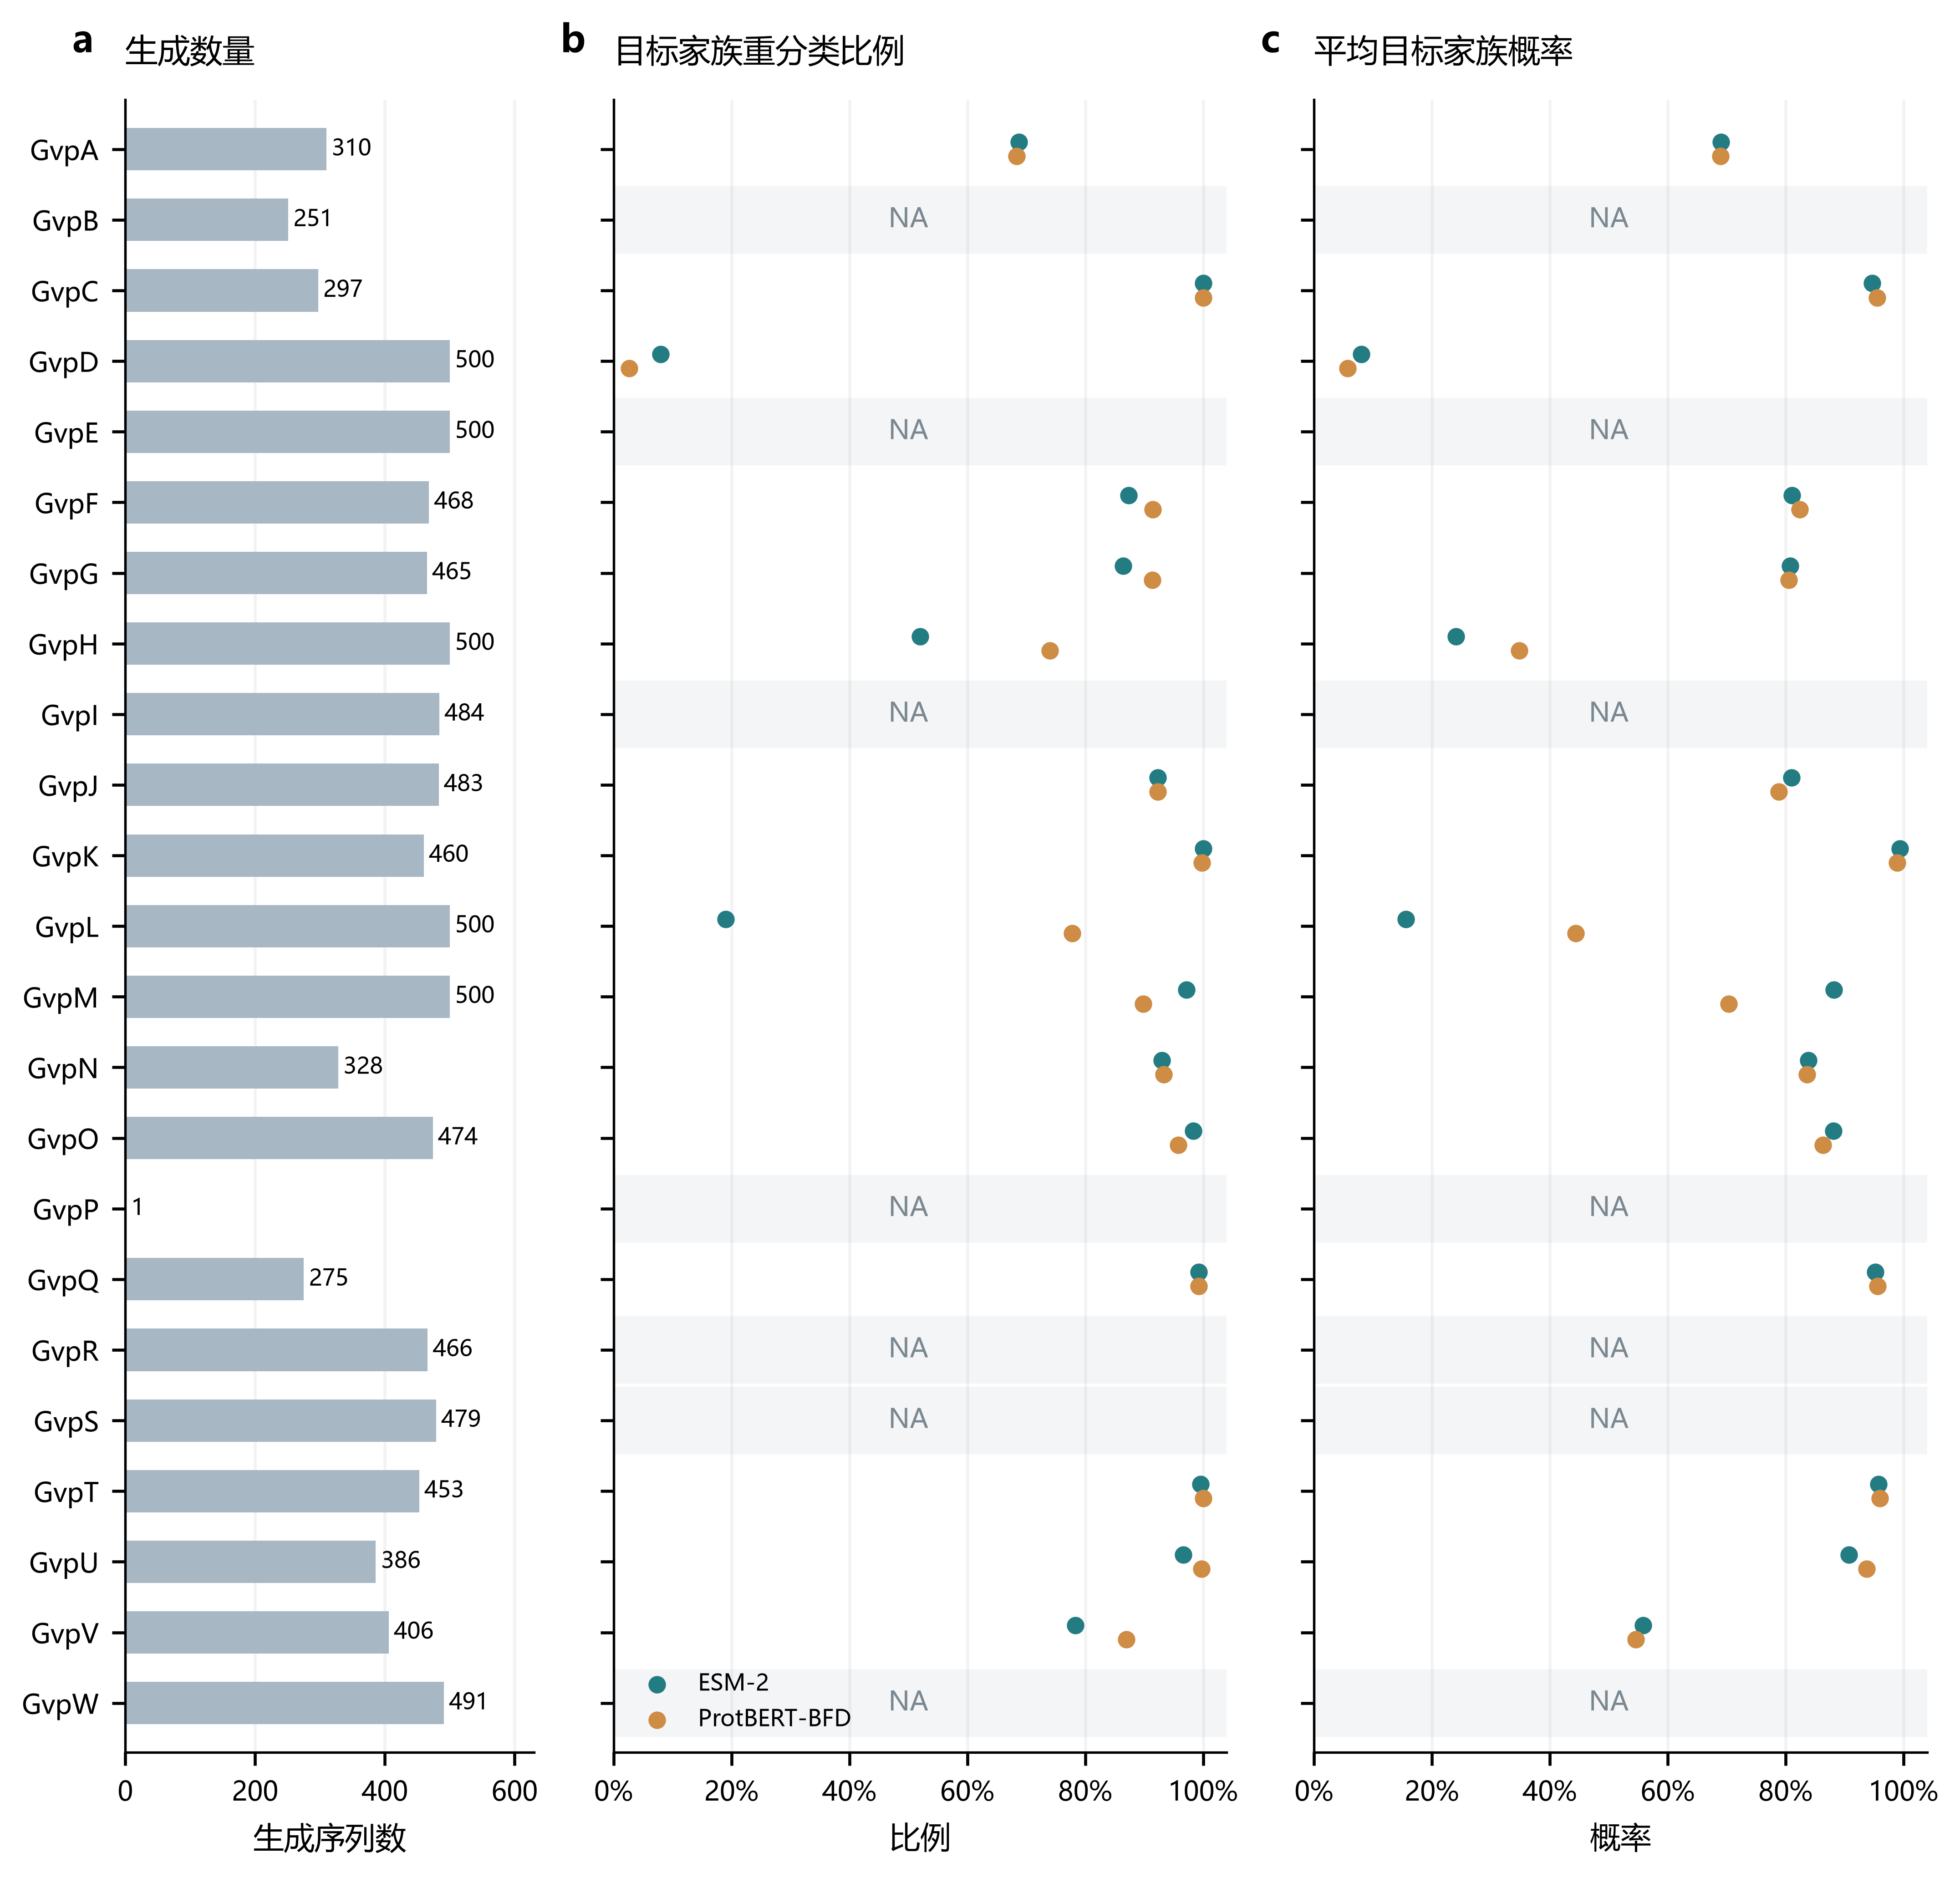 a 生成数量
b 目标家族重分类比例
c 平均目标家族概率
GvpA 310
GvpB 251 NA NA
GvpC 297
GvpD 500
GvpE 500 NA NA
GvpF 468
GvpG 465
GvpH 500
GvpI 484 NA NA
GvpJ 483
GvpK 460
GvpL 500
GvpM 500
GvpN 328
GvpO 474
GvpP 1 NA NA
GvpQ 275
GvpR 466 NA NA
GvpS 479 NA NA
GvpT 453
GvpU 386
GvpV 406
GvpW 491 NA NA
ESM-2
ProtBERT-BFD
0 200 400 600
生成序列数
0% 20% 40% 60% 80% 100%
比例
0% 20% 40% 60% 80% 100%
概率